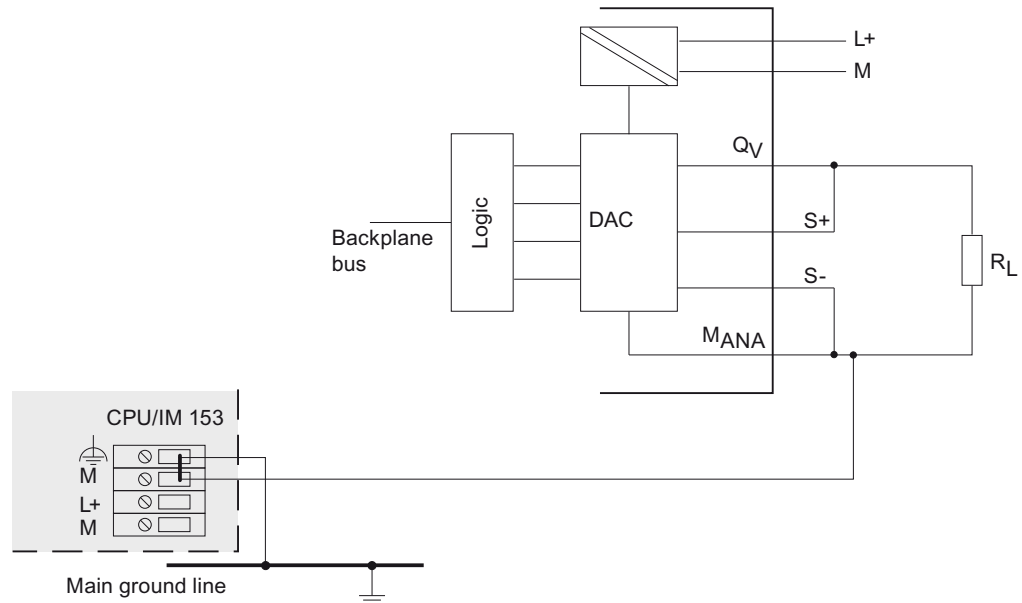 L+
M
QV
S+
S-
MANA
RL
DAC
Logic
Backplane
bus
CPU/IM 153
M
L+
M
Main ground line